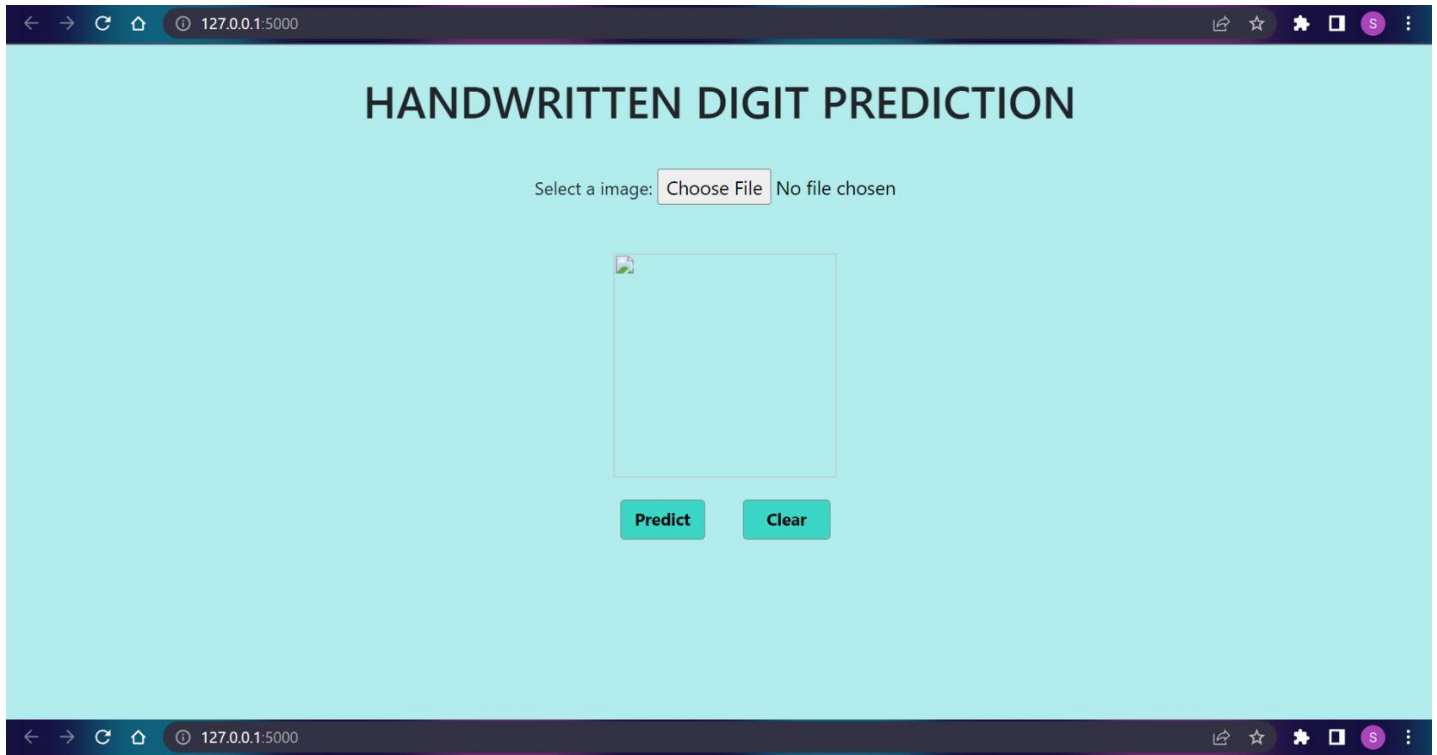 127.0.0.1:5000
S
HANDWRITTEN DIGIT PREDICTION
Select a image: Choose File No file chosen
Predict Clear
127.0.0.1:5000
S